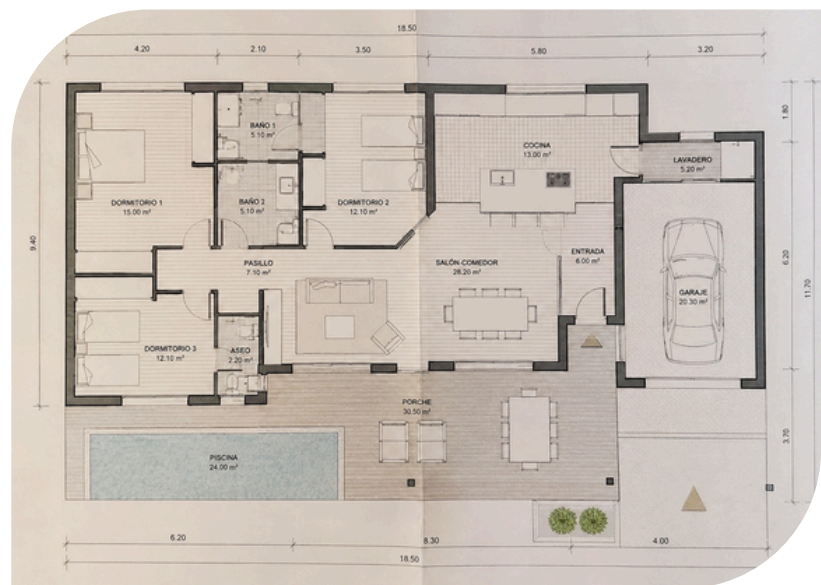 18.50
4.20
2.10
3.50
5.80
3.20
BAÑO 1
5.10 m²
COCINA
13.00 m²
1.80
LAVADERO
5.20 m²
DORMITORIO 1
15.00 m²
BAÑO 2
5.10 m²
DORMITORIO 2
12.10 m²
9.40
PASILLO
7.10 m²
SALÓN-COMEDOR
28.20 m²
ENTRADA
6.00 m²
6.20
11.70
GARAJE
20.30 m²
DORMITORIO 3
12.10 m²
ASEO
2.20 m²
PORCHE
30.50 m²
3.70
PISCINA
24.00 m²
6.20
8.30
4.00
18.50